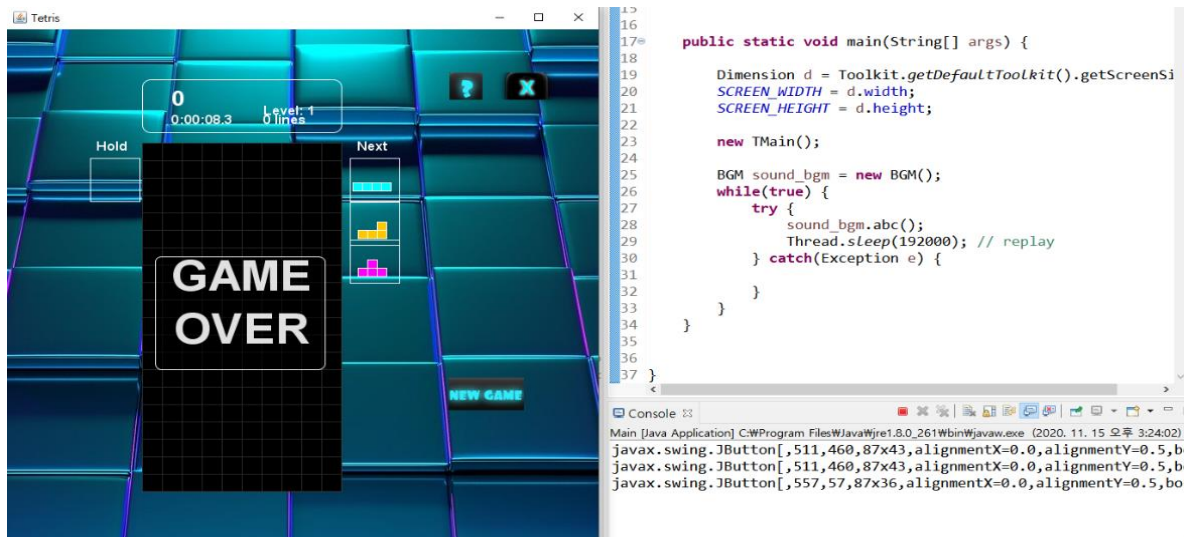 Tetris
?
X
0
Level: 1
0:00:08.3 0 lines
Hold
Next
GAME
OVER
NEW GAME
15
16
17 public static void main(String[] args) {
18
19 Dimension d = Toolkit.getDefaultToolkit().getScreenSi
20 SCREEN_WIDTH = d.width;
21 SCREEN_HEIGHT = d.height;
22
23 new TMain();
24
25 BGM sound_bgm = new BGM();
26 while(true) {
27 try {
28 sound_bgm.abc();
29 Thread.sleep(192000); // replay
30 } catch(Exception e) {
31
32 }
33 }
34 }
35
36
37 }
Console
Main [Java Application] C:₩Program Files₩Java₩jre1.8.0_261₩bin₩javaw.exe (2020. 11. 15 오후 3:24:02)
javax.swing.JButton[,511,460,87x43,alignmentX=0.0,alignmentY=0.5,b
javax.swing.JButton[,511,460,87x43,alignmentX=0.0,alignmentY=0.5,bo
javax.swing.JButton[,557,57,87x36,alignmentX=0.0,alignmentY=0.5,bo